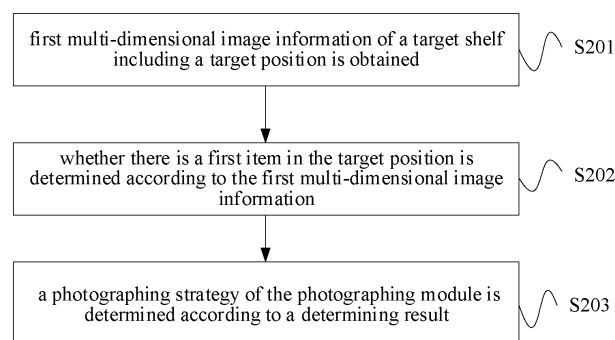 first multi-dimensional image information of a target shelf
including a target position is obtained
S201
whether there is a first item in the target position is
determined according to the first multi-dimensional image
information
S202
a photographing strategy of the photographing module is
determined according to a determining result
S203